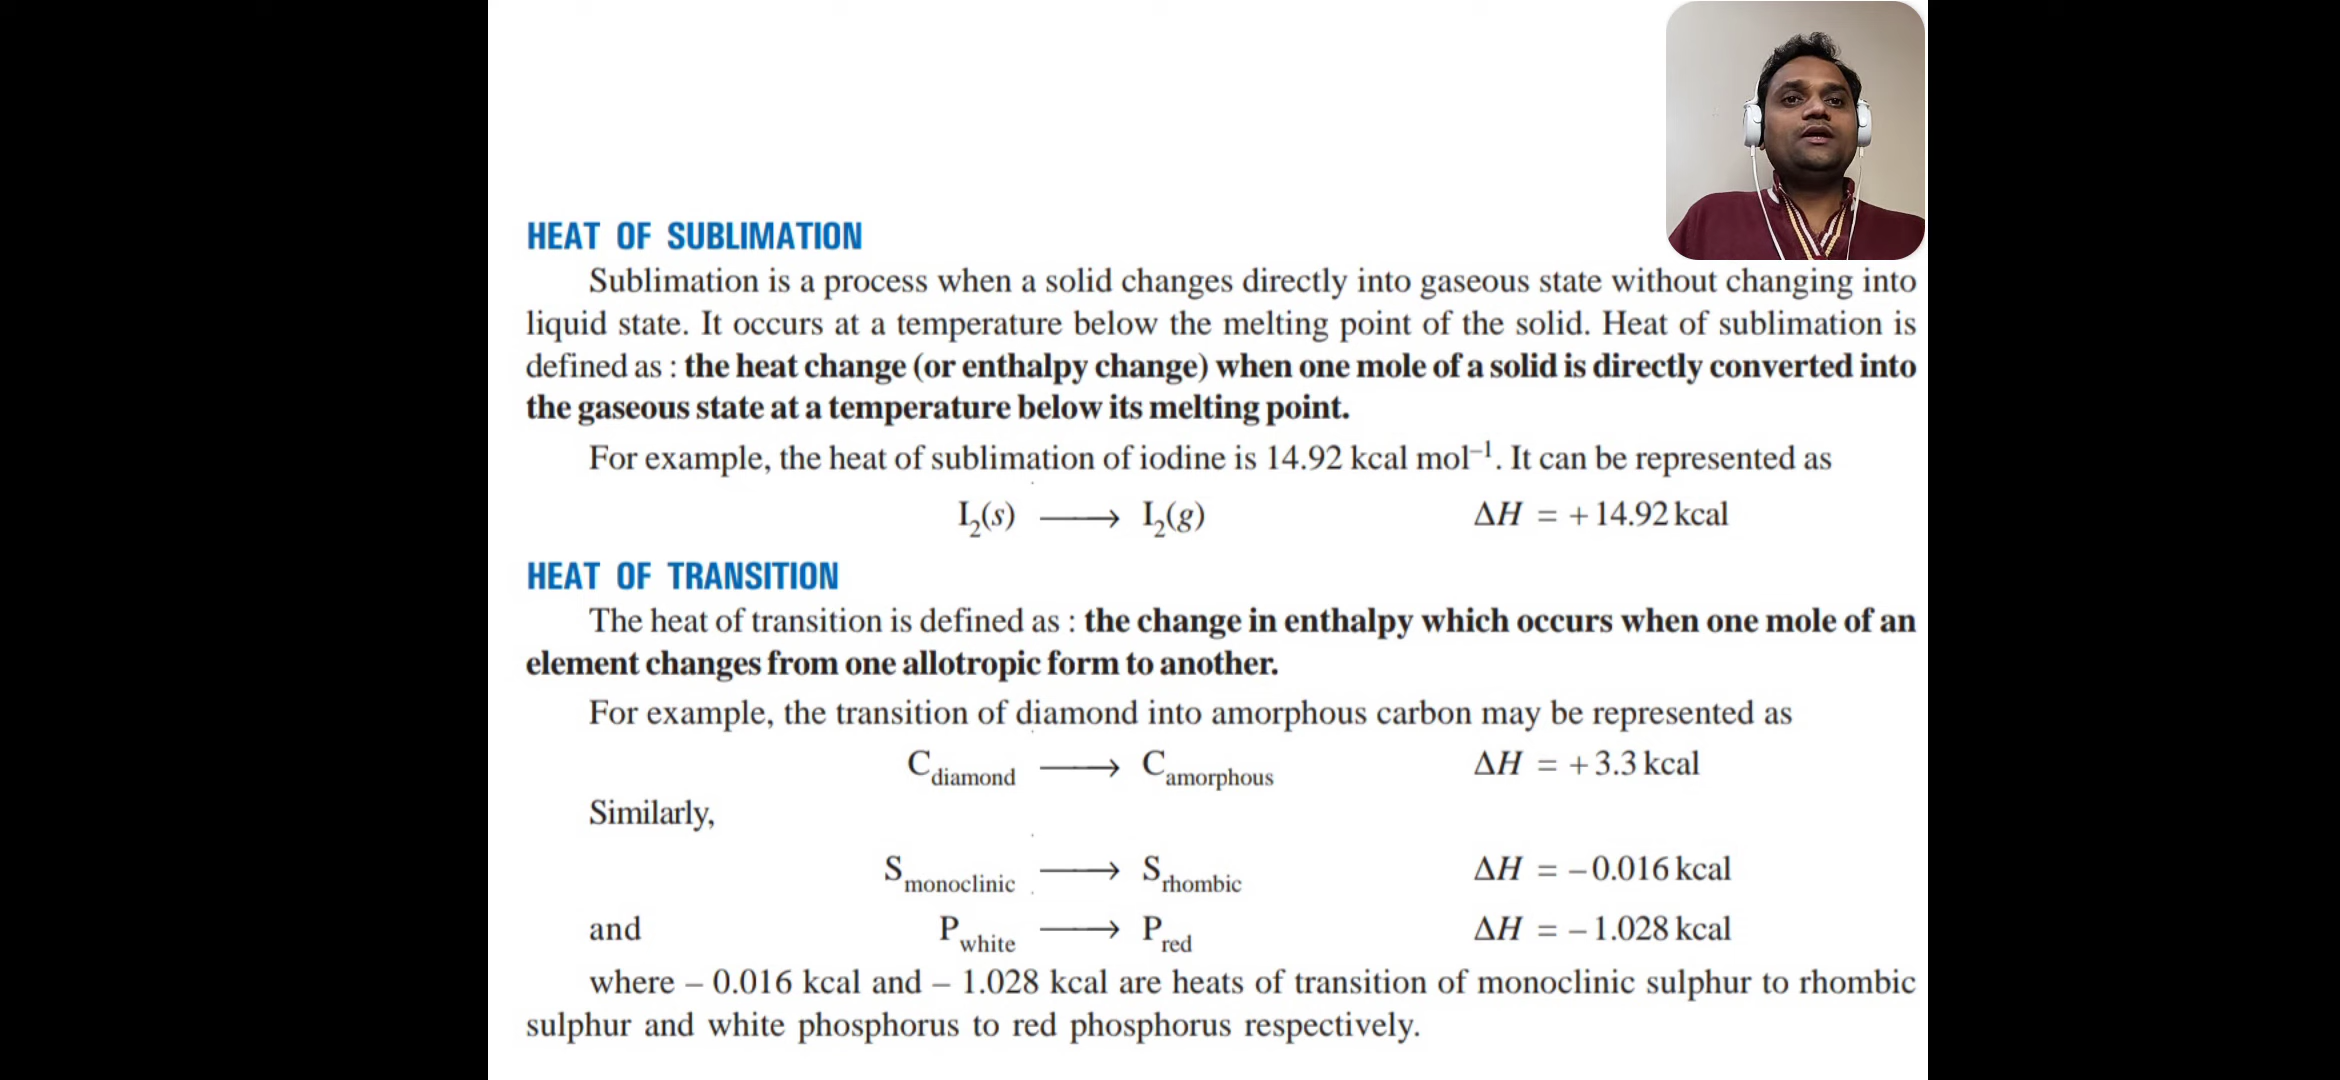 HEAT OF SUBLIMATION
Sublimation is a process when a solid changes directly into gaseous state without changing into
liquid state. It occurs at a temperature below the melting point of the solid. Heat of sublimation is
defined as : the heat change (or enthalpy change) when one mole of a solid is directly converted into
the gaseous state at a temperature below its melting point.
For example, the heat of sublimation of iodine is 14.92 kcal mol⁻¹. It can be represented as
I₂(s) ⟶ I₂(g) ΔH = + 14.92 kcal
HEAT OF TRANSITION
The heat of transition is defined as : the change in enthalpy which occurs when one mole of an
element changes from one allotropic form to another.
For example, the transition of diamond into amorphous carbon may be represented as
C diamond ⟶ C amorphous ΔH = + 3.3 kcal
Similarly,
S monoclinic ⟶ S rhombic ΔH = – 0.016 kcal
and P white ⟶ P red ΔH = – 1.028 kcal
where – 0.016 kcal and – 1.028 kcal are heats of transition of monoclinic sulphur to rhombic
sulphur and white phosphorus to red phosphorus respectively.